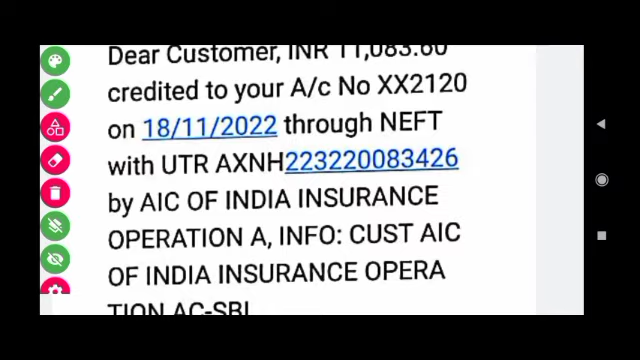 Dear Customer, INR 11,083.60
credited to your A/c No XX2120
on 18/11/2022 through NEFT
with UTR AXNH223220083426
by AIC OF INDIA INSURANCE
OPERATION A, INFO: CUST AIC
OF INDIA INSURANCE OPERA
TION AC-SBI